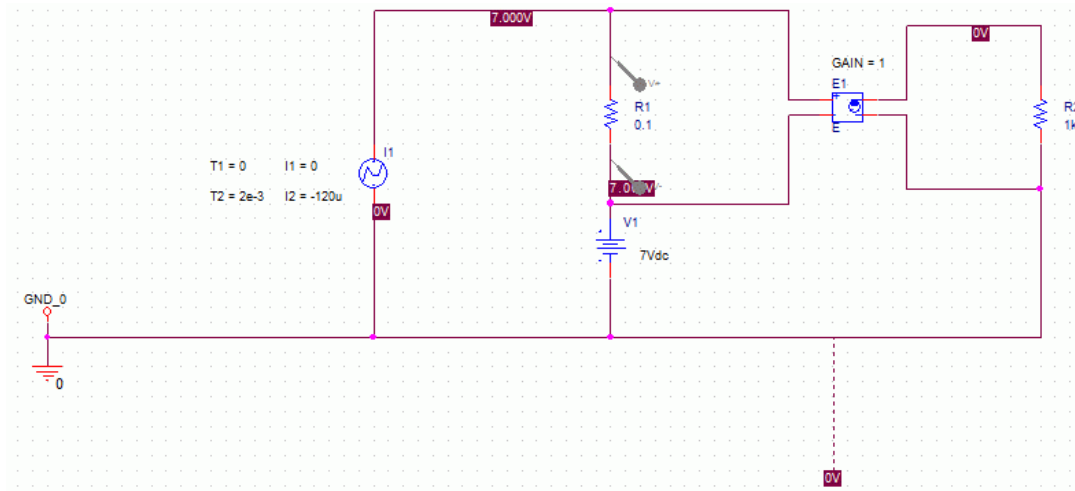 7.000V
0V
GAIN = 1
E1
V+
R1
0.1
E
1k
I1
T1 = 0
I1 = 0
T2 = 2e-3
I2 = -120u
0V
V1
7Vdc
GND_0
0
0V